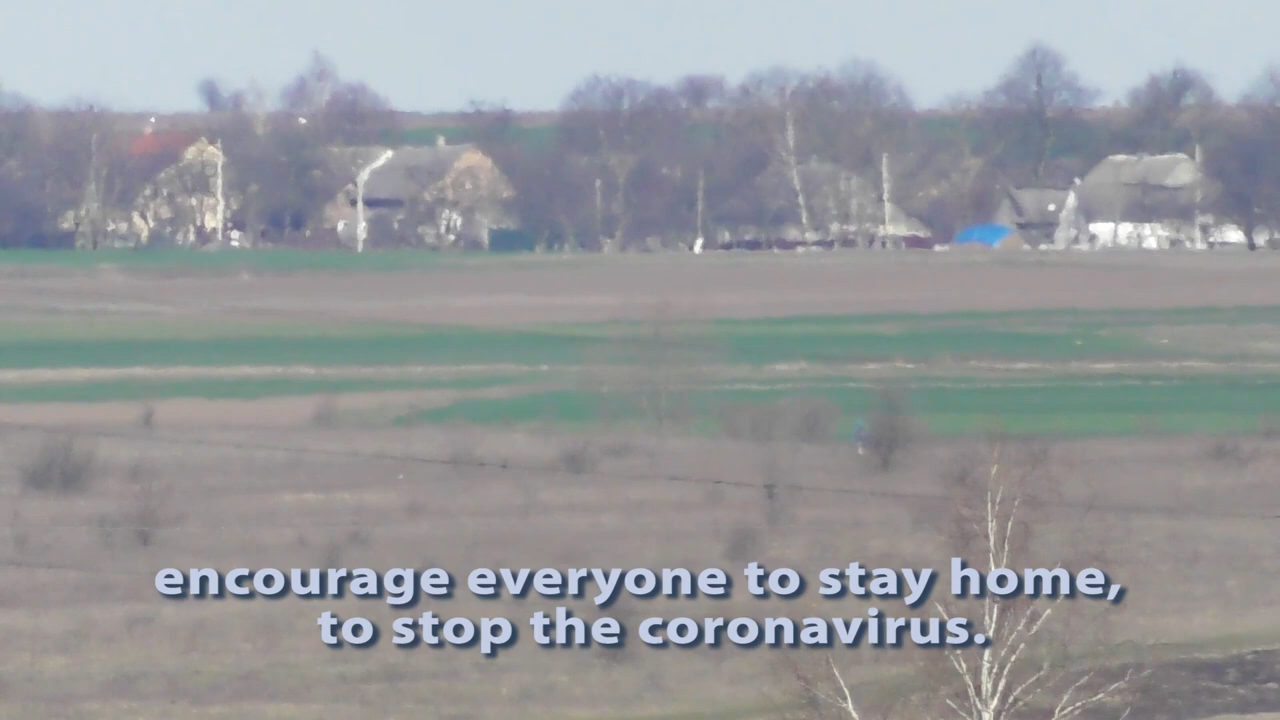 encourage everyone to stay home,
to stop the coronavirus.